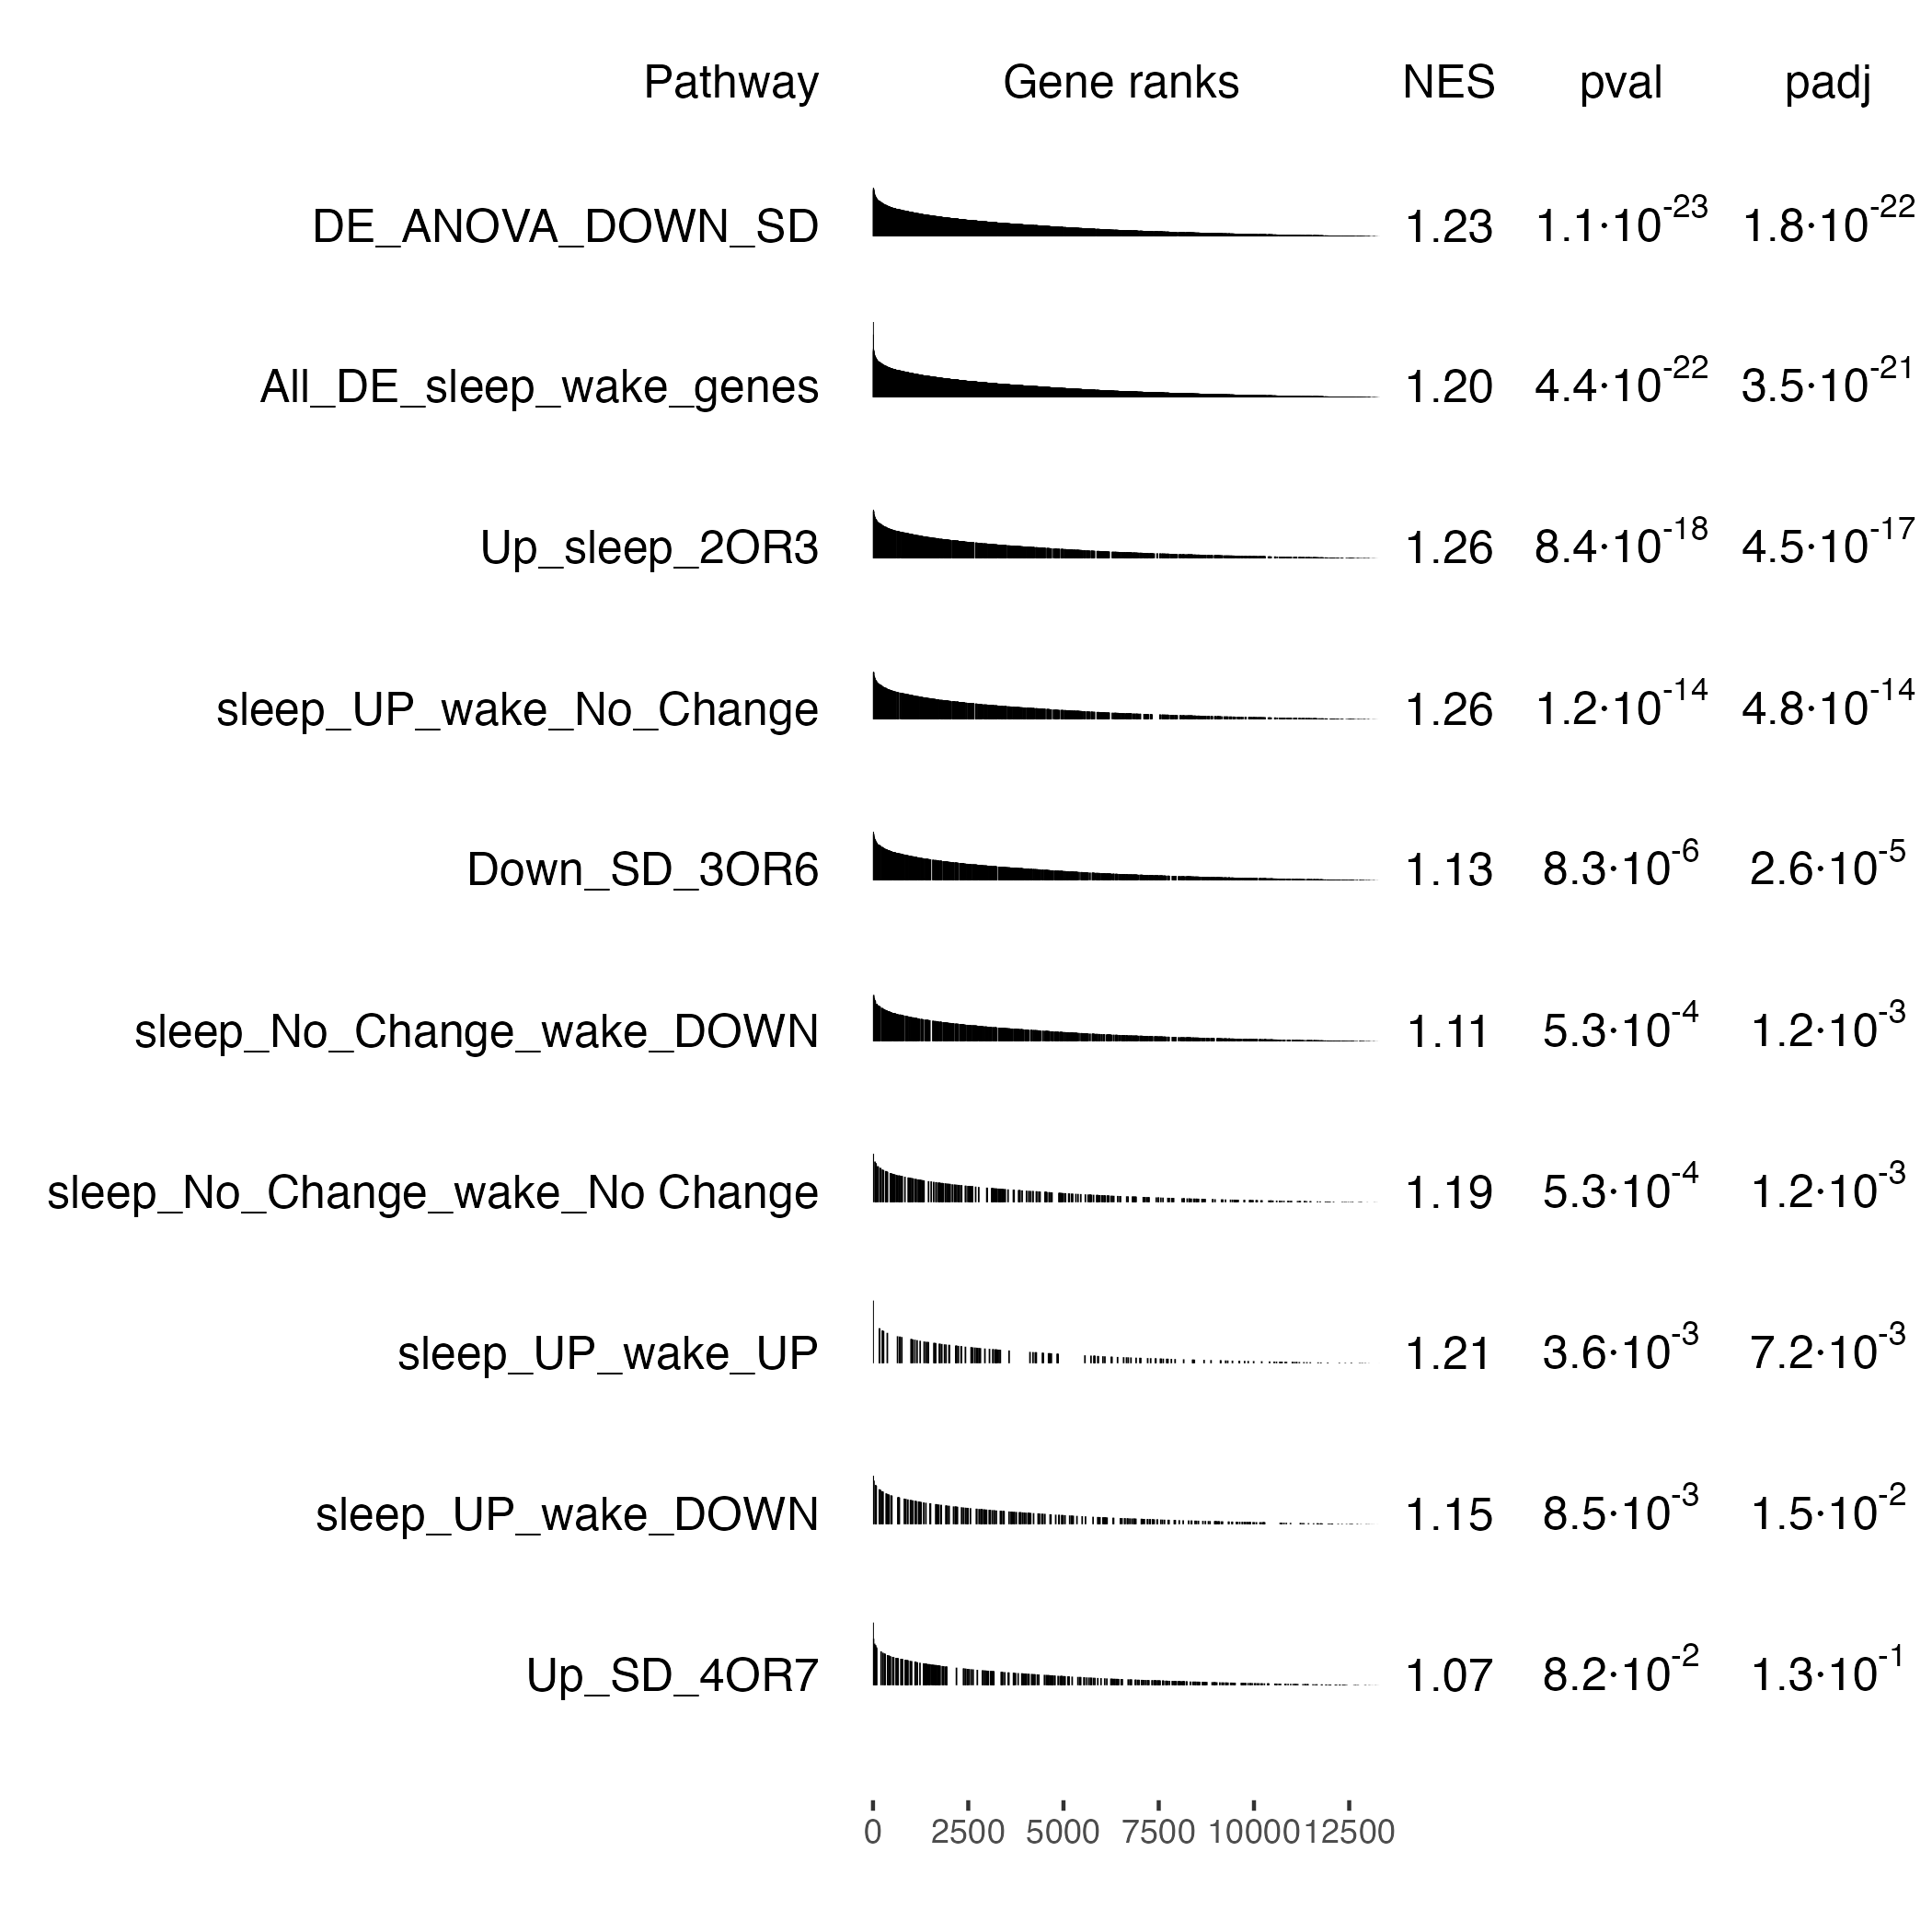 Pathway Gene ranks NES pval padj
DE_ANOVA_DOWN_SD 1.23 1.1·10⁻²³ 1.8·10⁻²²
All_DE_sleep_wake_genes 1.20 4.4·10⁻²² 3.5·10⁻²¹
Up_sleep_2OR3 1.26 8.4·10⁻¹⁸ 4.5·10⁻¹⁷
sleep_UP_wake_No_Change 1.26 1.2·10⁻¹⁴ 4.8·10⁻¹⁴
Down_SD_3OR6 1.13 8.3·10⁻⁶ 2.6·10⁻⁵
sleep_No_Change_wake_DOWN 1.11 5.3·10⁻⁴ 1.2·10⁻³
sleep_No_Change_wake_No Change 1.19 5.3·10⁻⁴ 1.2·10⁻³
sleep_UP_wake_UP 1.21 3.6·10⁻³ 7.2·10⁻³
sleep_UP_wake_DOWN 1.15 8.5·10⁻³ 1.5·10⁻²
Up_SD_4OR7 1.07 8.2·10⁻² 1.3·10⁻¹
0 2500 5000 7500 10000 12500